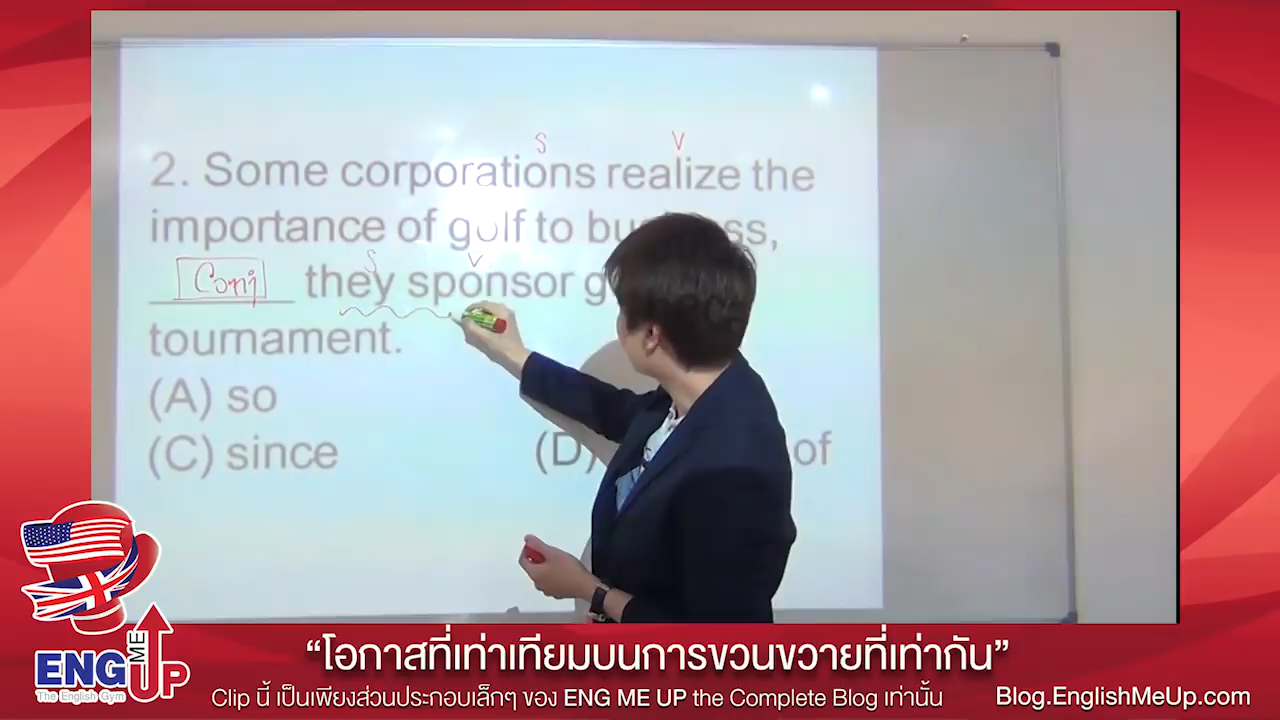 S V
2. Some corporations realize the
importance of golf to
S V
Conj they sponsor
tournament.
(A) so
(C) since (D) of
ENG ME UP
The English Gym
“โอกาสที่เท่าเทียมบนการขวนขวายที่เท่ากัน”
Clip นี้ เป็นเพียงส่วนประกอบเล็กๆ ของ ENG ME UP the Complete Blog เท่านั้น
Blog.EnglishMeUp.com